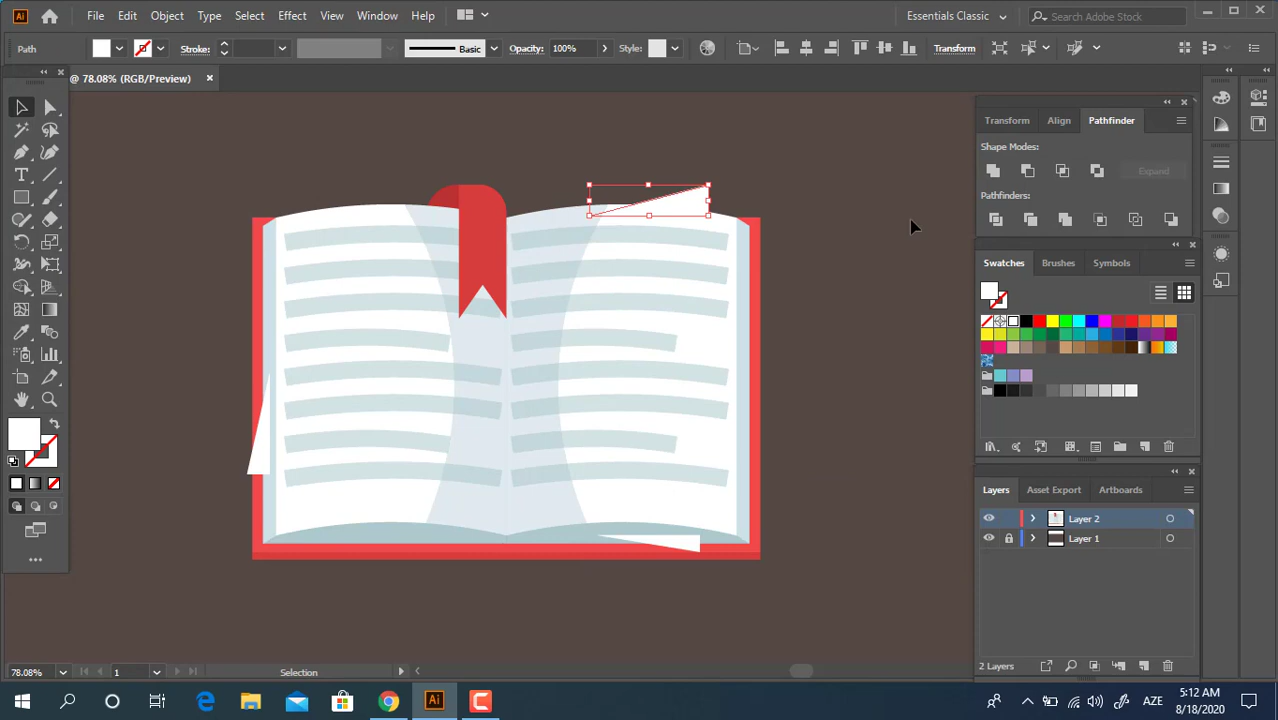 Ai File Edit Object Type Select Effect View Window Help Essentials Classic Search Adobe Stock
Path Stroke: Basic Opacity: 100% Style: Transform
@ 78.08% (RGB/Preview)
Transform Align Pathfinder
Shape Modes:
Expand
Pathfinders:
Swatches Brushes Symbols
Layers Asset Export Artboards
Layer 2
Layer 1
2 Layers
78.08% 1 Selection
Ai AZE 5:12 AM
8/18/2020